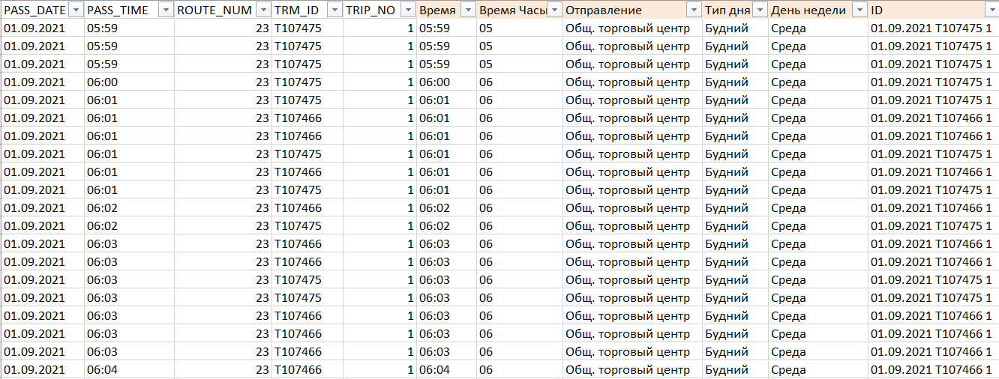 PASS_DATE PASS_TIME ROUTE_NUM TRM_ID TRIP_NO Время Время Часы Отправление Тип дня День недели ID
01.09.2021 05:59 23 T107475 1 05:59 05 Общ. торговый центр Будний Среда 01.09.2021 T107475 1
01.09.2021 05:59 23 T107475 1 05:59 05 Общ. торговый центр Будний Среда 01.09.2021 T107475 1
01.09.2021 05:59 23 T107475 1 05:59 05 Общ. торговый центр Будний Среда 01.09.2021 T107475 1
01.09.2021 06:00 23 T107475 1 06:00 06 Общ. торговый центр Будний Среда 01.09.2021 T107475 1
01.09.2021 06:01 23 T107475 1 06:01 06 Общ. торговый центр Будний Среда 01.09.2021 T107475 1
01.09.2021 06:01 23 T107466 1 06:01 06 Общ. торговый центр Будний Среда 01.09.2021 T107466 1
01.09.2021 06:01 23 T107466 1 06:01 06 Общ. торговый центр Будний Среда 01.09.2021 T107466 1
01.09.2021 06:01 23 T107475 1 06:01 06 Общ. торговый центр Будний Среда 01.09.2021 T107475 1
01.09.2021 06:01 23 T107466 1 06:01 06 Общ. торговый центр Будний Среда 01.09.2021 T107466 1
01.09.2021 06:01 23 T107475 1 06:01 06 Общ. торговый центр Будний Среда 01.09.2021 T107475 1
01.09.2021 06:02 23 T107466 1 06:02 06 Общ. торговый центр Будний Среда 01.09.2021 T107466 1
01.09.2021 06:02 23 T107475 1 06:02 06 Общ. торговый центр Будний Среда 01.09.2021 T107475 1
01.09.2021 06:03 23 T107466 1 06:03 06 Общ. торговый центр Будний Среда 01.09.2021 T107466 1
01.09.2021 06:03 23 T107466 1 06:03 06 Общ. торговый центр Будний Среда 01.09.2021 T107466 1
01.09.2021 06:03 23 T107475 1 06:03 06 Общ. торговый центр Будний Среда 01.09.2021 T107475 1
01.09.2021 06:03 23 T107475 1 06:03 06 Общ. торговый центр Будний Среда 01.09.2021 T107475 1
01.09.2021 06:03 23 T107466 1 06:03 06 Общ. торговый центр Будний Среда 01.09.2021 T107466 1
01.09.2021 06:03 23 T107466 1 06:03 06 Общ. торговый центр Будний Среда 01.09.2021 T107466 1
01.09.2021 06:03 23 T107466 1 06:03 06 Общ. торговый центр Будний Среда 01.09.2021 T107466 1
01.09.2021 06:04 23 T107466 1 06:04 06 Общ. торговый центр Будний Среда 01.09.2021 T107466 1